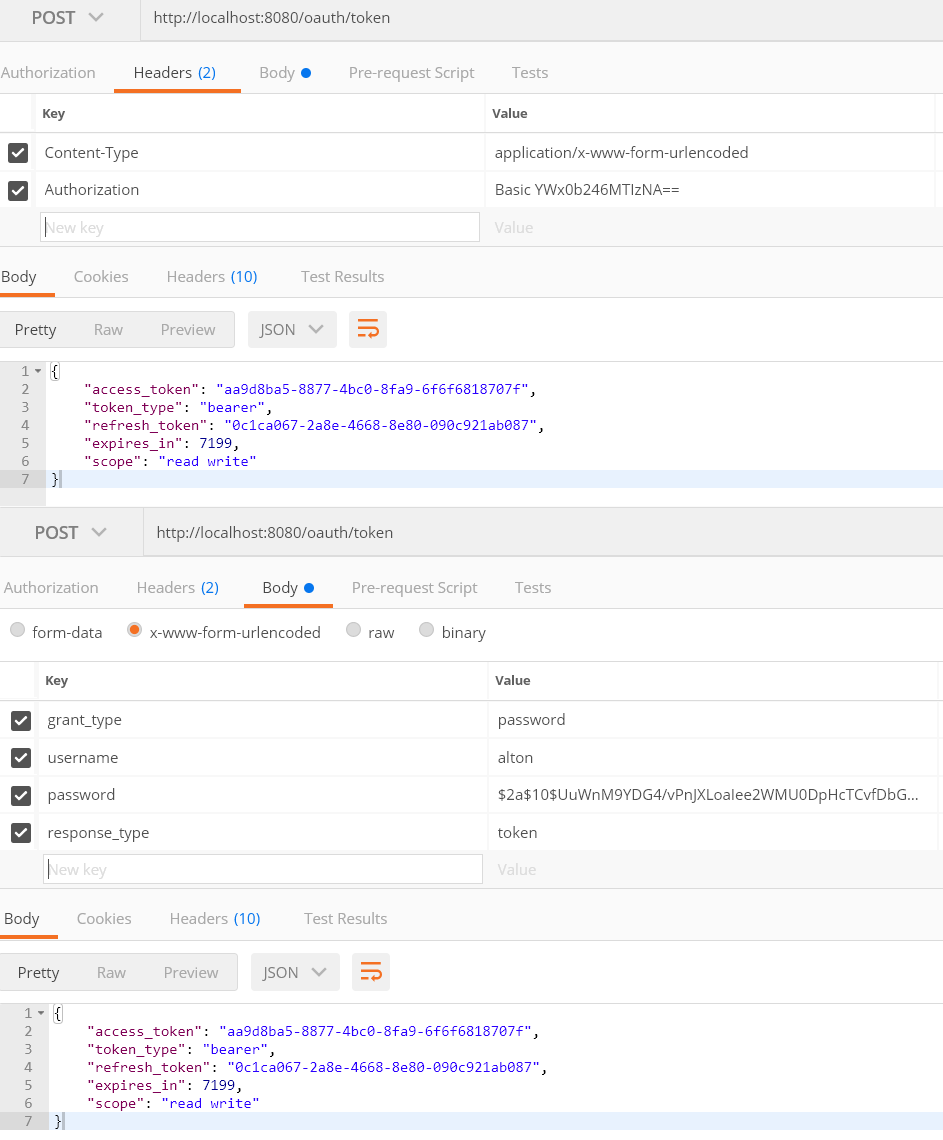 POST http://localhost:8080/oauth/token
Authorization Headers (2) Body Pre-request Script Tests
Key Value
Content-Type application/x-www-form-urlencoded
Authorization Basic YWx0b246MTIzNA==
New key Value
Body Cookies Headers (10) Test Results
Pretty Raw Preview JSON
1 {
2 "access_token": "aa9d8ba5-8877-4bc0-8fa9-6f6f6818707f",
3 "token_type": "bearer",
4 "refresh_token": "0c1ca067-2a8e-4668-8e80-090c921ab087",
5 "expires_in": 7199,
6 "scope": "read write"
7 }
POST http://localhost:8080/oauth/token
Authorization Headers (2) Body Pre-request Script Tests
form-data x-www-form-urlencoded raw binary
Key Value
grant_type password
username alton
password $2a$10$UuWnM9YDG4/vPnJXLoaIee2WMU0DpHcTCvfDbG...
response_type token
New key Value
Body Cookies Headers (10) Test Results
Pretty Raw Preview JSON
1 {
2 "access_token": "aa9d8ba5-8877-4bc0-8fa9-6f6f6818707f",
3 "token_type": "bearer",
4 "refresh_token": "0c1ca067-2a8e-4668-8e80-090c921ab087",
5 "expires_in": 7199,
6 "scope": "read write"
7 }